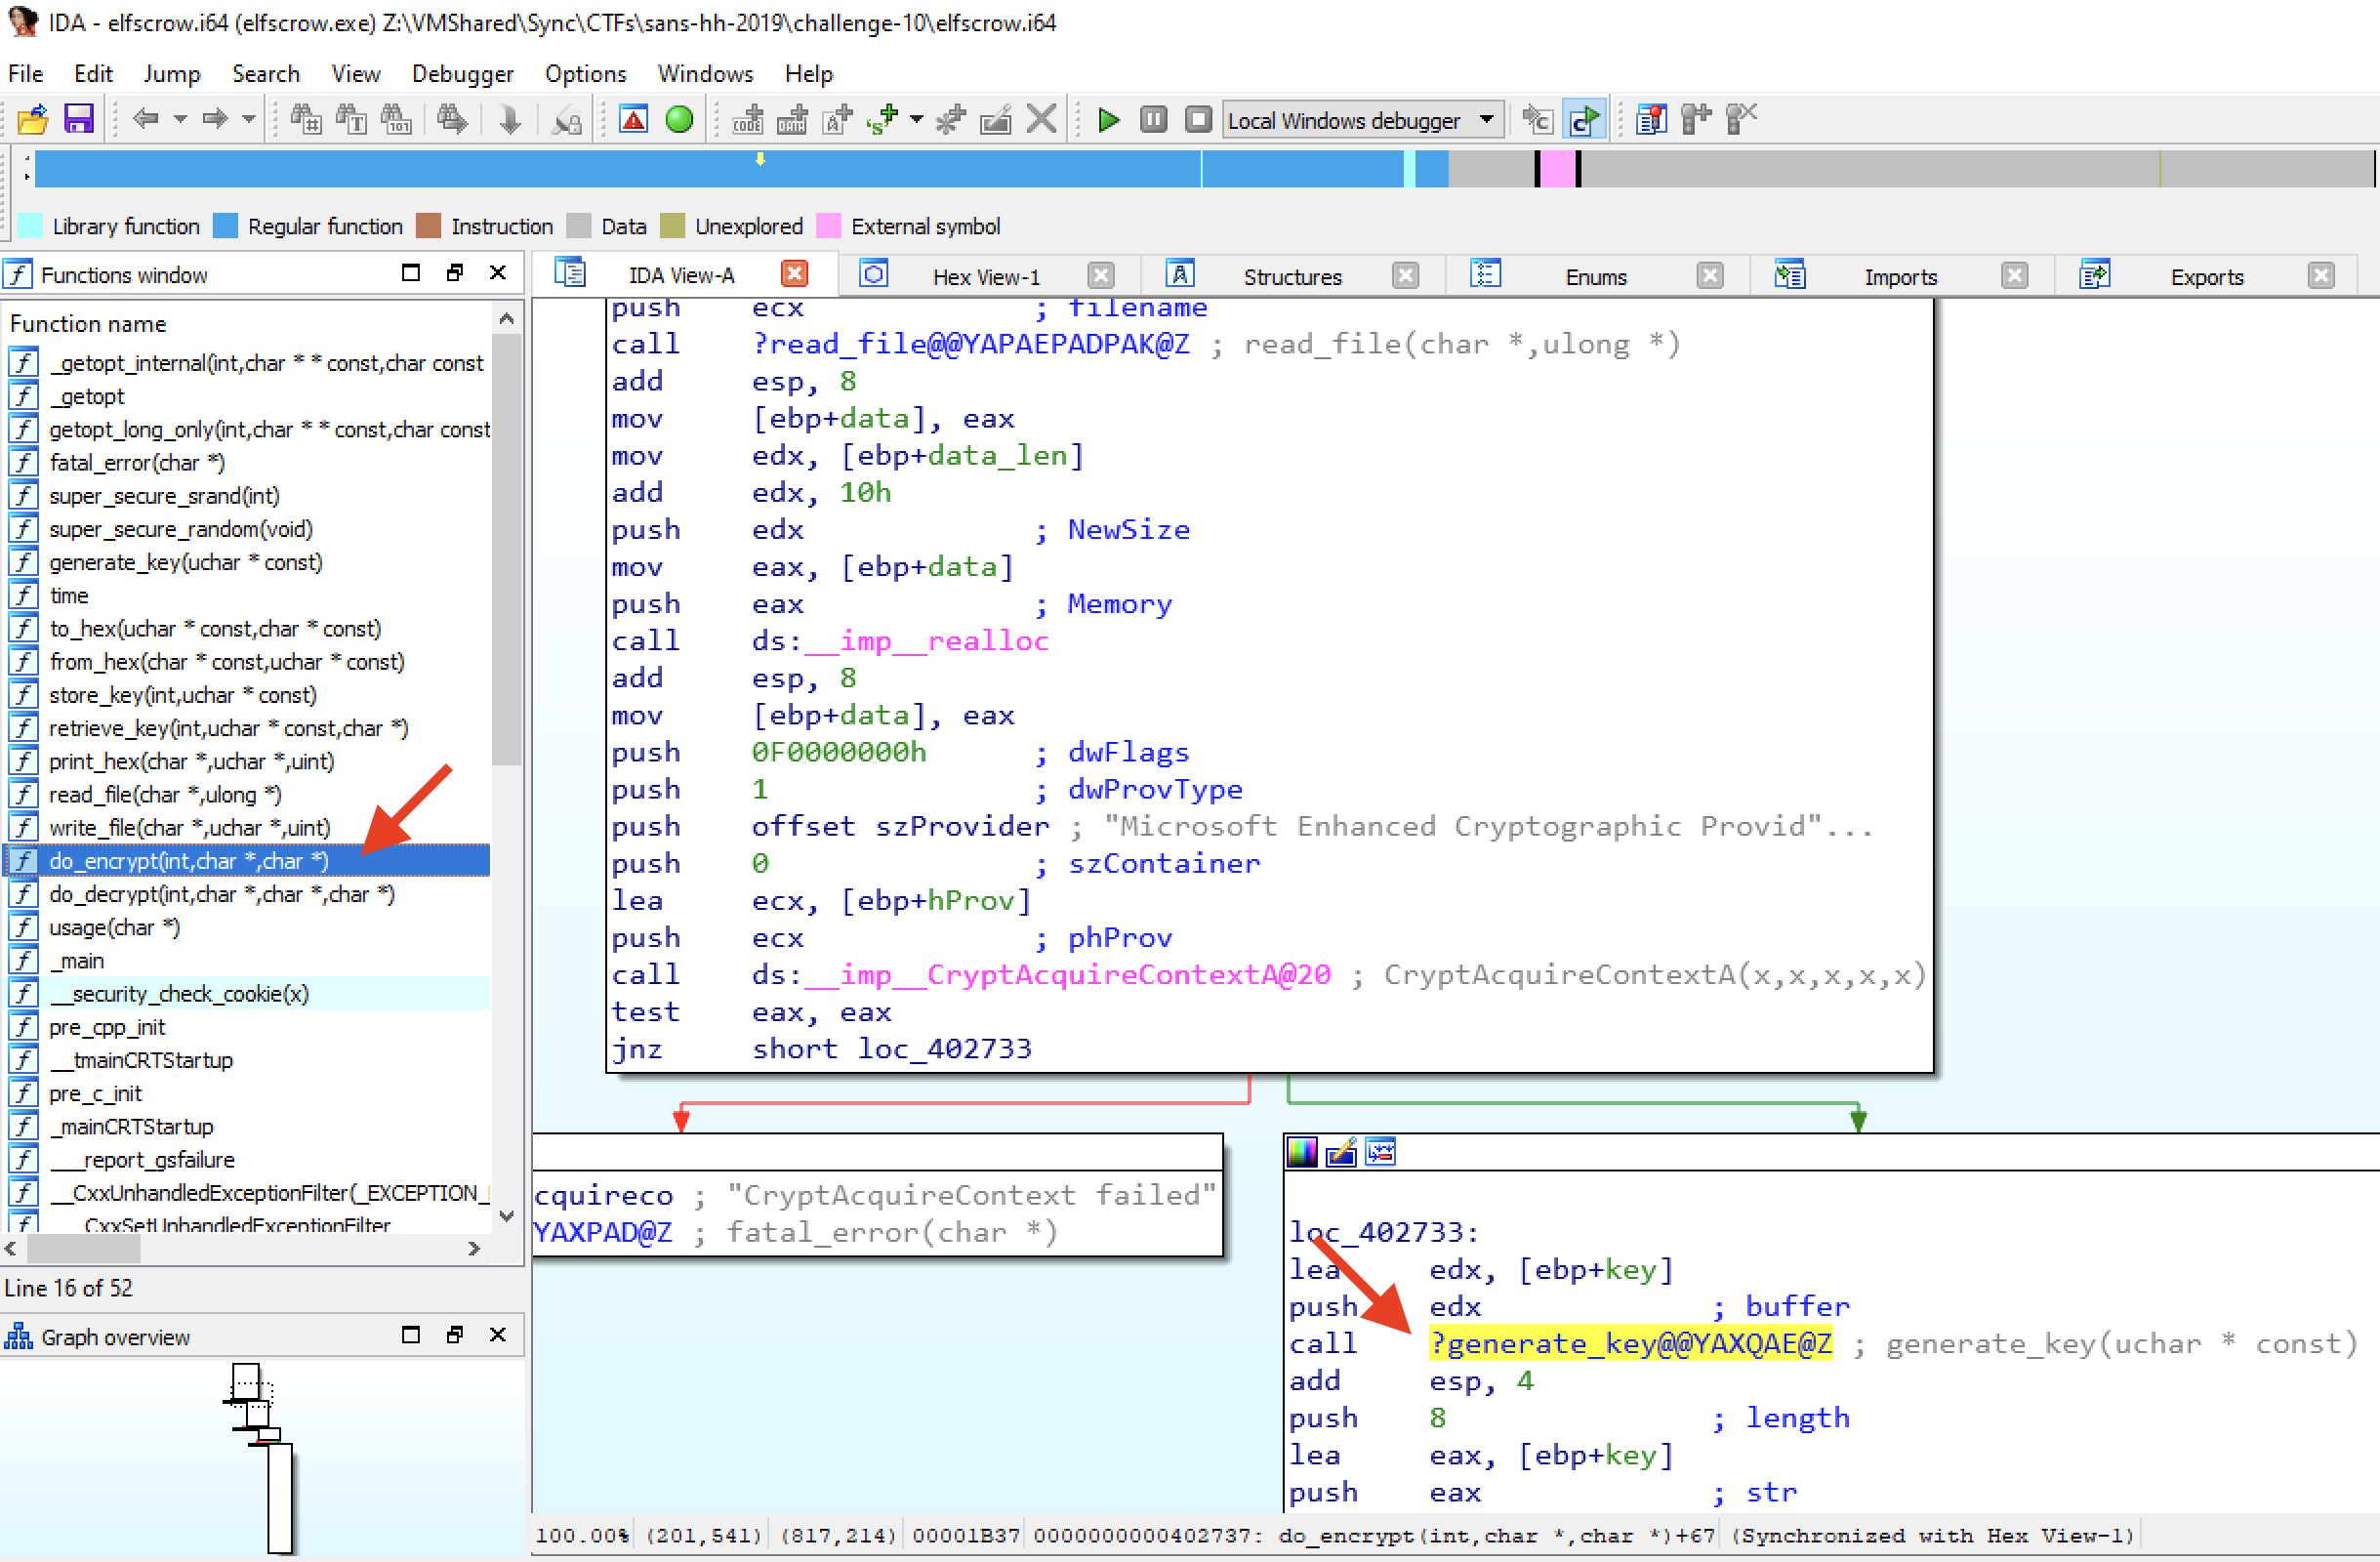 IDA - elfscrow.i64 (elfscrow.exe) Z:\VMShared\Sync\CTFs\sans-hh-2019\challenge-10\elfscrow.i64
File Edit Jump Search View Debugger Options Windows Help
Local Windows debugger
Library function Regular function Instruction Data Unexplored External symbol
Functions window
Function name
_getopt_internal(int,char * * const,char const
_getopt
getopt_long_only(int,char * * const,char const
fatal_error(char *)
super_secure_srand(int)
super_secure_random(void)
generate_key(uchar * const)
time
to_hex(uchar * const,char * const)
from_hex(char * const,uchar * const)
store_key(int,uchar * const)
retrieve_key(int,uchar * const,char *)
print_hex(char *,uchar *,uint)
read_file(char *,ulong *)
write_file(char *,uchar *,uint)
do_encrypt(int,char *,char *)
do_decrypt(int,char *,char *,char *)
usage(char *)
_main
__security_check_cookie(x)
pre_cpp_init
__tmainCRTStartup
pre_c_init
_mainCRTStartup
___report_gsfailure
__CxxUnhandledExceptionFilter(_EXCEPTION_
__CxxSetUnhandledExceptionFilter
Line 16 of 52
Graph overview
IDA View-A Hex View-1 Structures Enums Imports Exports
push ecx ; filename
call ?read_file@@YAPAEPADPAK@Z ; read_file(char *,ulong *)
add esp, 8
mov [ebp+data], eax
mov edx, [ebp+data_len]
add edx, 10h
push edx ; NewSize
mov eax, [ebp+data]
push eax ; Memory
call ds:__imp__realloc
add esp, 8
mov [ebp+data], eax
push 0F0000000h ; dwFlags
push 1 ; dwProvType
push offset szProvider ; "Microsoft Enhanced Cryptographic Provid"...
push 0 ; szContainer
lea ecx, [ebp+hProv]
push ecx ; phProv
call ds:__imp__CryptAcquireContextA@20 ; CryptAcquireContextA(x,x,x,x,x)
test eax, eax
jnz short loc_402733
cquireco ; "CryptAcquireContext failed"
YAXPAD@Z ; fatal_error(char *)
loc_402733:
lea edx, [ebp+key]
push edx ; buffer
call ?generate_key@@YAXQAE@Z ; generate_key(uchar * const)
add esp, 4
push 8 ; length
lea eax, [ebp+key]
push eax ; str
100.00% (201,541) (817,214) 00001B37 0000000000402737: do_encrypt(int,char *,char *)+67 (Synchronized with Hex View-1)